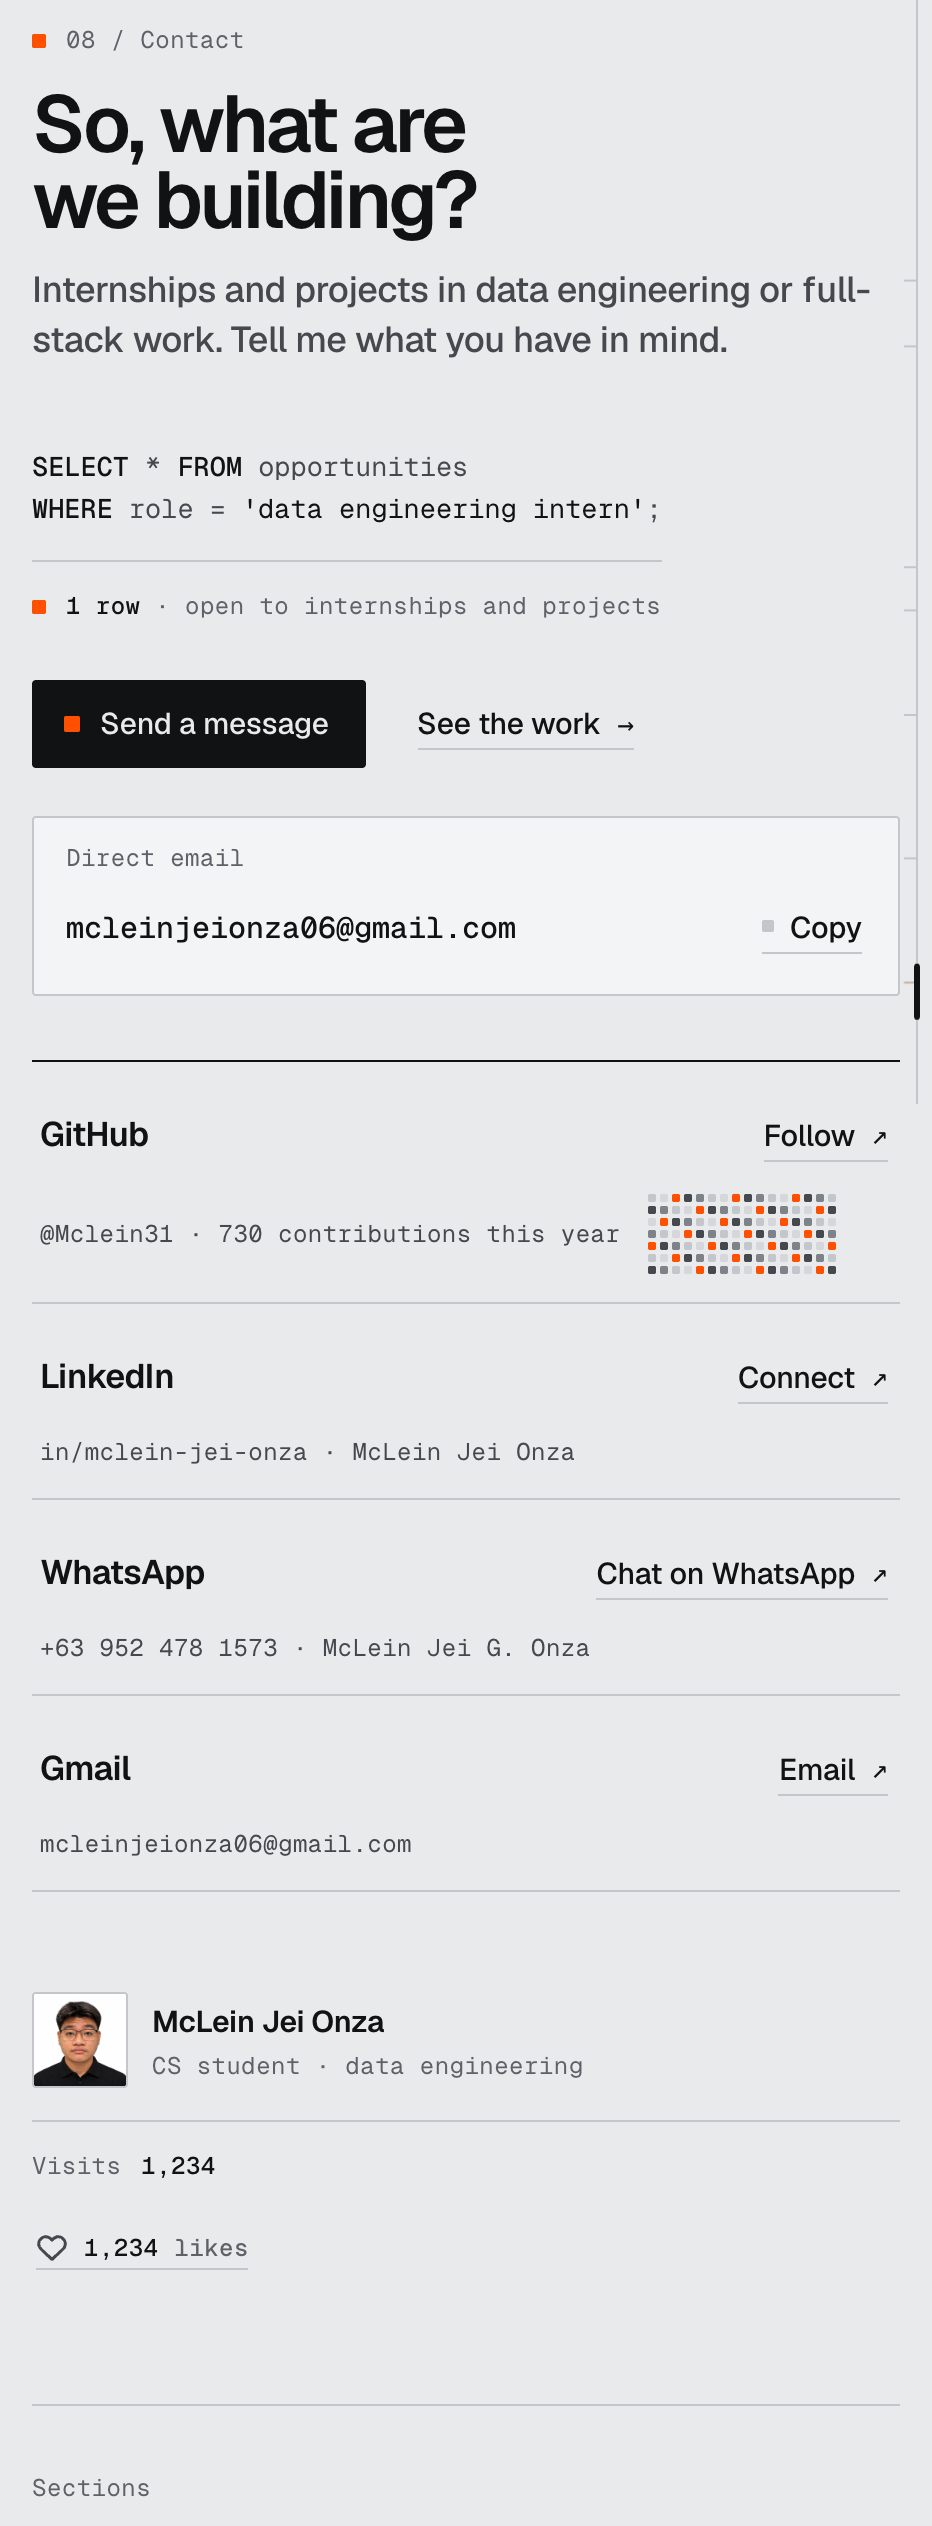 08 / Contact
So, what are
we building?
Internships and projects in data engineering or full-
stack work. Tell me what you have in mind.
SELECT * FROM opportunities
WHERE role = 'data engineering intern';
1 row · open to internships and projects
Send a message
See the work →
Direct email
mcleinjeionza06@gmail.com
Copy
GitHub
Follow ↗
@Mclein31 · 730 contributions this year
LinkedIn
Connect ↗
in/mclein-jei-onza · McLein Jei Onza
WhatsApp
Chat on WhatsApp ↗
+63 952 478 1573 · McLein Jei G. Onza
Gmail
Email ↗
mcleinjeionza06@gmail.com
McLein Jei Onza
CS student · data engineering
Visits 1,234
1,234 likes
Sections